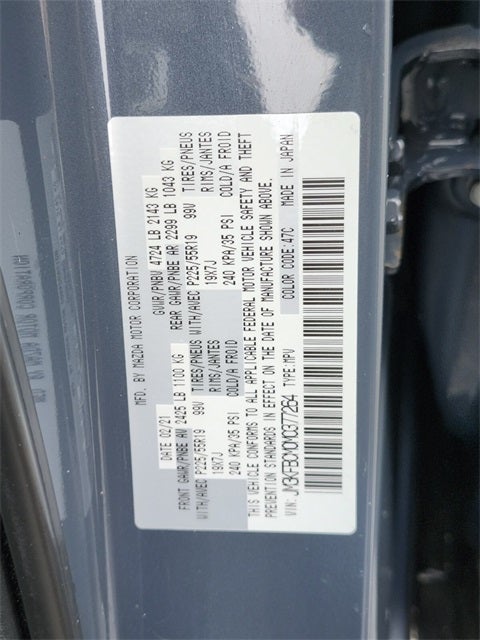 MFD. BY MAZDA MOTOR CORPORATION
DATE 02/21 GVWR/PNBV 4724 LB 2143 KG
FRONT GAWR/PNBE AV 2425 LB 1100 KG REAR GAWR/PNBE AR 2299 LB 1043 KG
TIRES/PNEUS WITH/AVEC P225/55R19 99V TIRES/PNEUS WITH/AVEC P225/55R19 99V TIRES/PNEUS
19X7J RIMS/JANTES 19X7J RIMS/JANTES
240 KPA/35 PSI COLD/A FROID 240 KPA/35 PSI COLD/A FROID
THIS VEHICLE CONFORMS TO ALL APPLICABLE FEDERAL MOTOR VEHICLE SAFETY AND THEFT
PREVENTION STANDARDS IN EFFECT ON THE DATE OF MANUFACTURE SHOWN ABOVE.
COLOR CODE:47C MADE IN JAPAN
VIN: JM3KFBCM0M0377264 TYPE:MPV